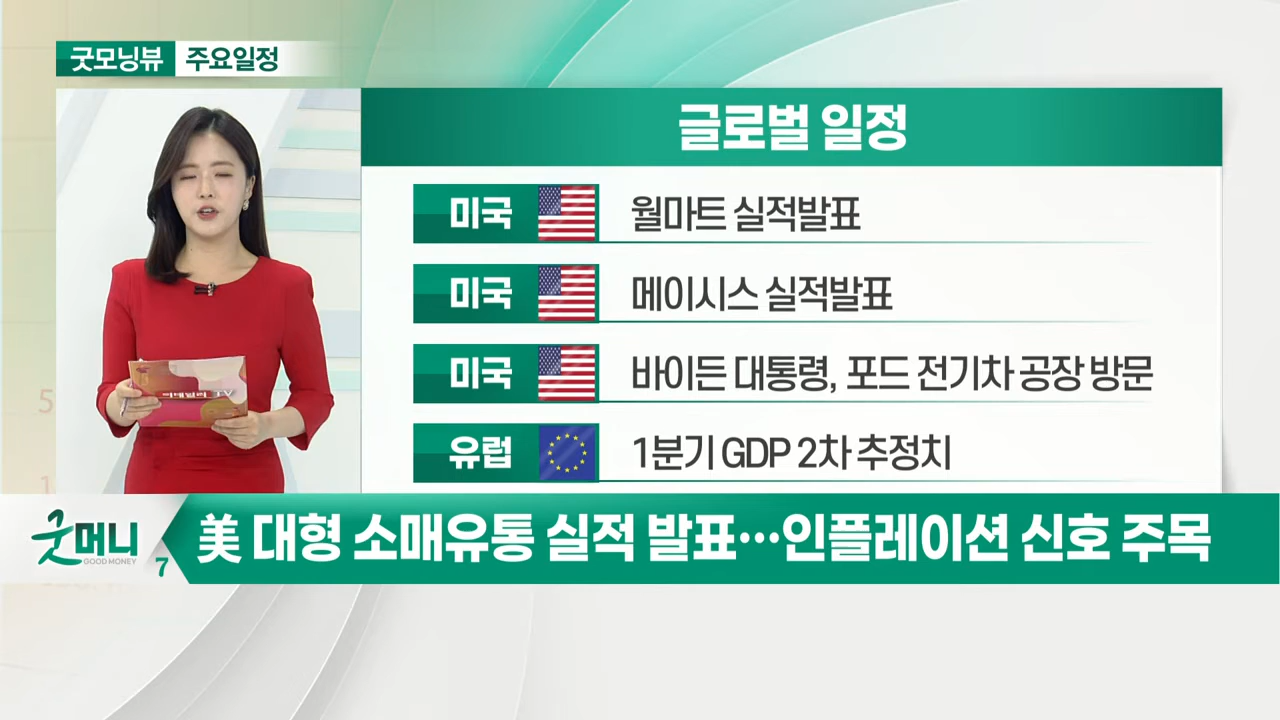 굿모닝뷰 주요일정
글로벌 일정
미국 월마트 실적발표
미국 메이시스 실적발표
미국 바이든 대통령, 포드 전기차 공장 방문
유럽 1분기 GDP 2차 추정치
굿머니 美 대형 소매유통 실적 발표…인플레이션 신호 주목
GOOD MONEY 7
5
1